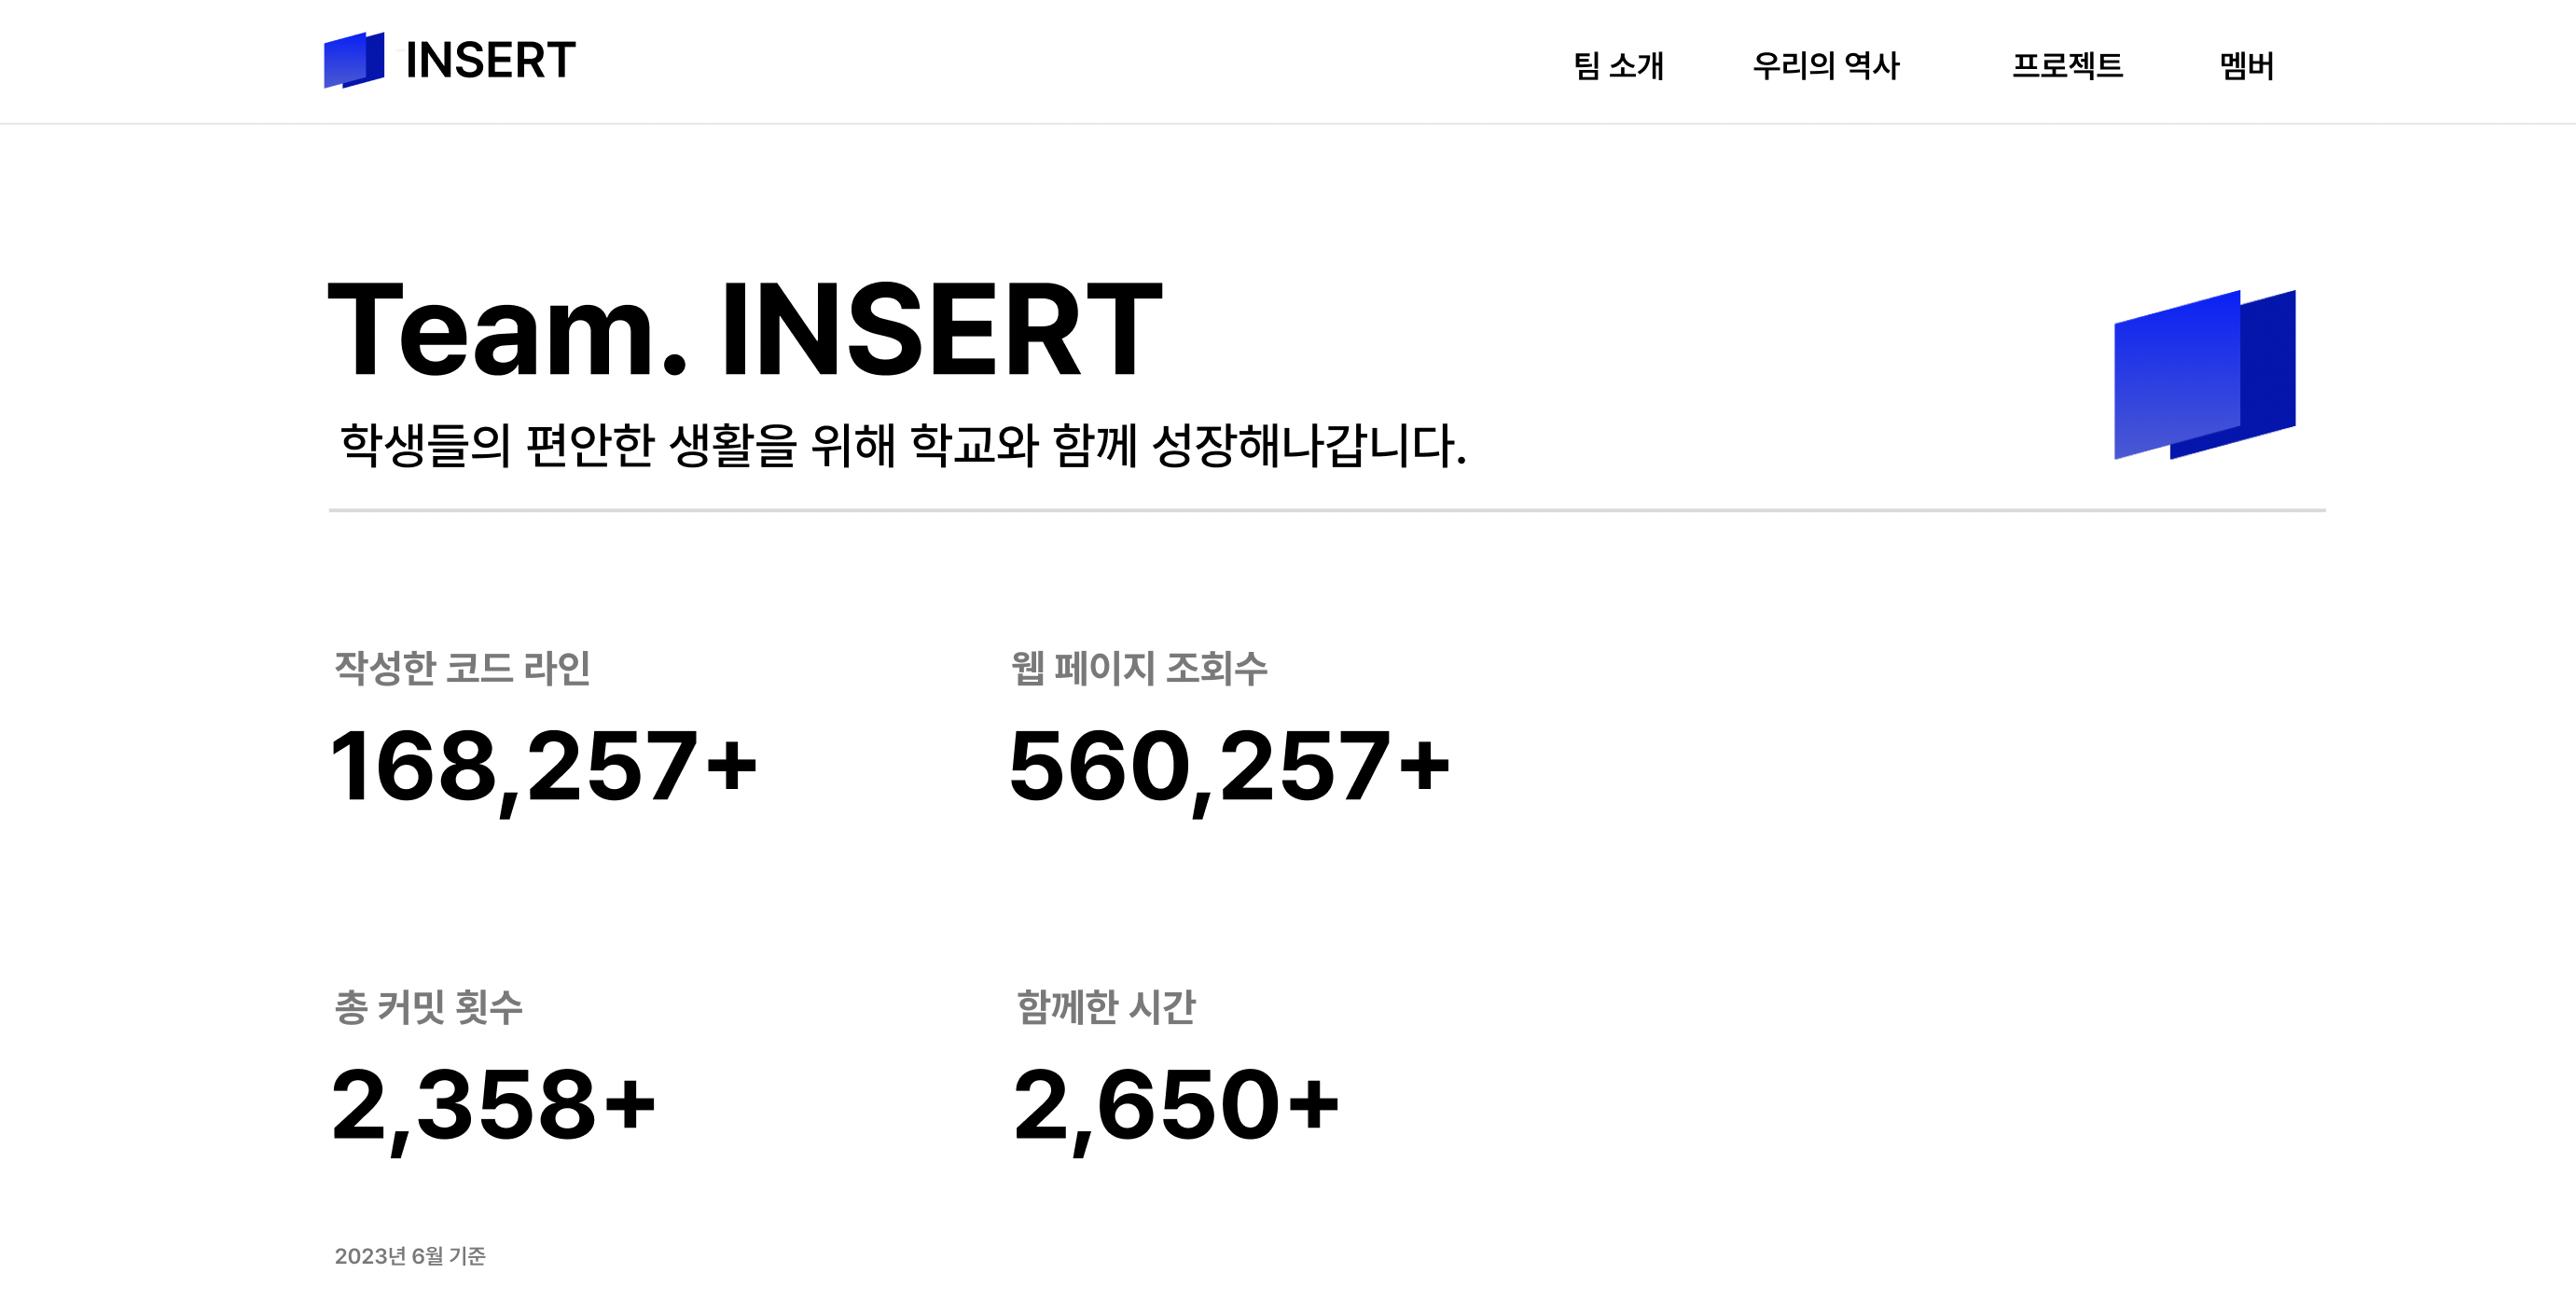 INSERT
팀 소개 우리의 역사 프로젝트 멤버
Team. INSERT
학생들의 편안한 생활을 위해 학교와 함께 성장해나갑니다.
작성한 코드 라인 웹 페이지 조회수
168,257+ 560,257+
총 커밋 횟수 함께한 시간
2,358+ 2,650+
2023년 6월 기준